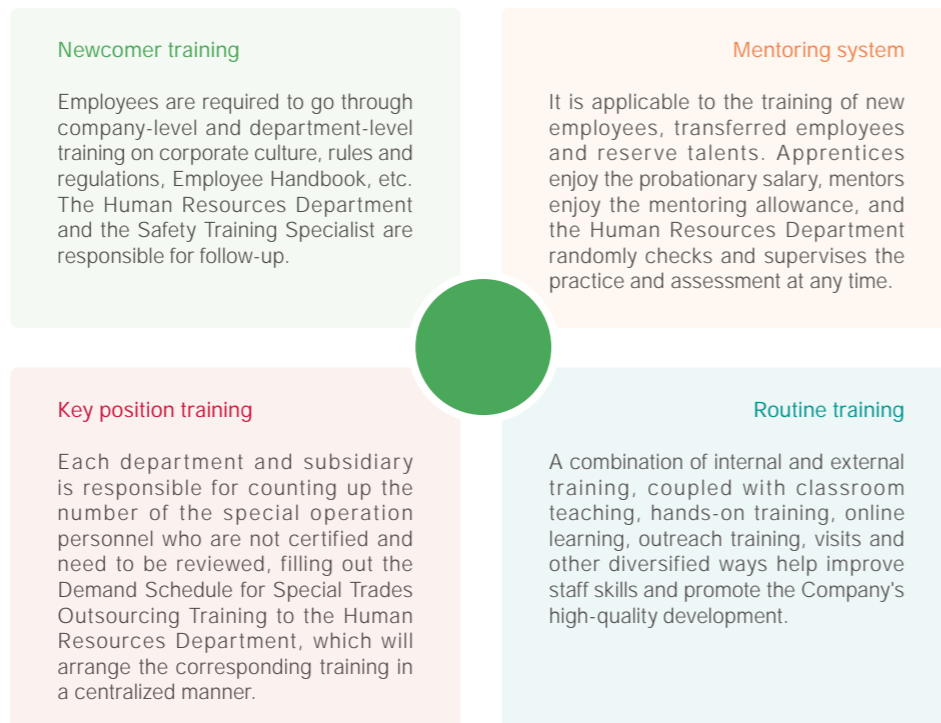 Newcomer training
Employees are required to go through
company-level and department-level
training on corporate culture, rules and
regulations, Employee Handbook, etc.
The Human Resources Department
and the Safety Training Specialist are
responsible for follow-up.
Mentoring system
It is applicable to the training of new
employees, transferred employees
and reserve talents. Apprentices
enjoy the probationary salary, mentors
enjoy the mentoring allowance, and
the Human Resources Department
randomly checks and supervises the
practice and assessment at any time.
Key position training
Each department and subsidiary
is responsible for counting up the
number of the special operation
personnel who are not certified and
need to be reviewed, filling out the
Demand Schedule for Special Trades
Outsourcing Training to the Human
Resources Department, which will
arrange the corresponding training in
a centralized manner.
Routine training
A combination of internal and external
training, coupled with classroom
teaching, hands-on training, online
learning, outreach training, visits and
other diversified ways help improve
staff skills and promote the Company's
high-quality development.